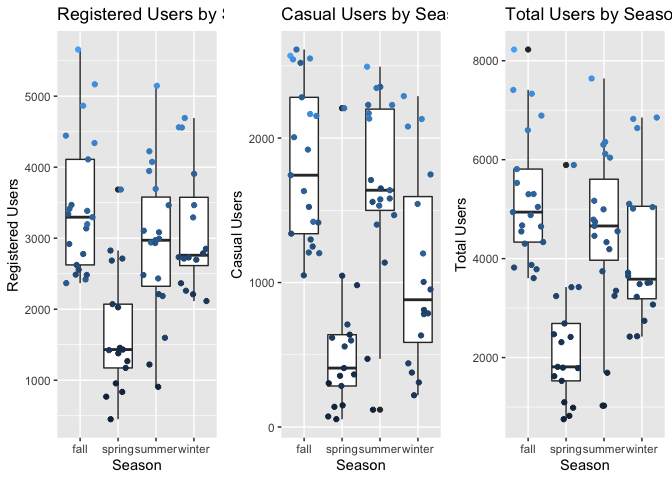 Registered Users by S
Registered Users
5000
4000
3000
2000
1000
fall
spring
summer
winter
Season
Casual Users by Seas
Casual Users
2000
1000
0
fall
spring
summer
winter
Season
Total Users by Seaso
Total Users
8000
6000
4000
2000
fall
spring
summer
winter
Season